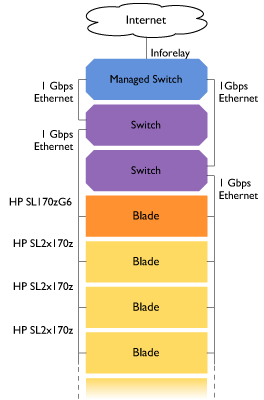 Internet
Inforelay
1 Gbps
Ethernet
Managed Switch
1Gbps
Ethernet
Switch
1 Gbps
Ethernet
Switch
1 Gbps
Ethernet
HP SL170zG6
Blade
HP SL2x170z
Blade
HP SL2x170z
Blade
HP SL2x170z
Blade